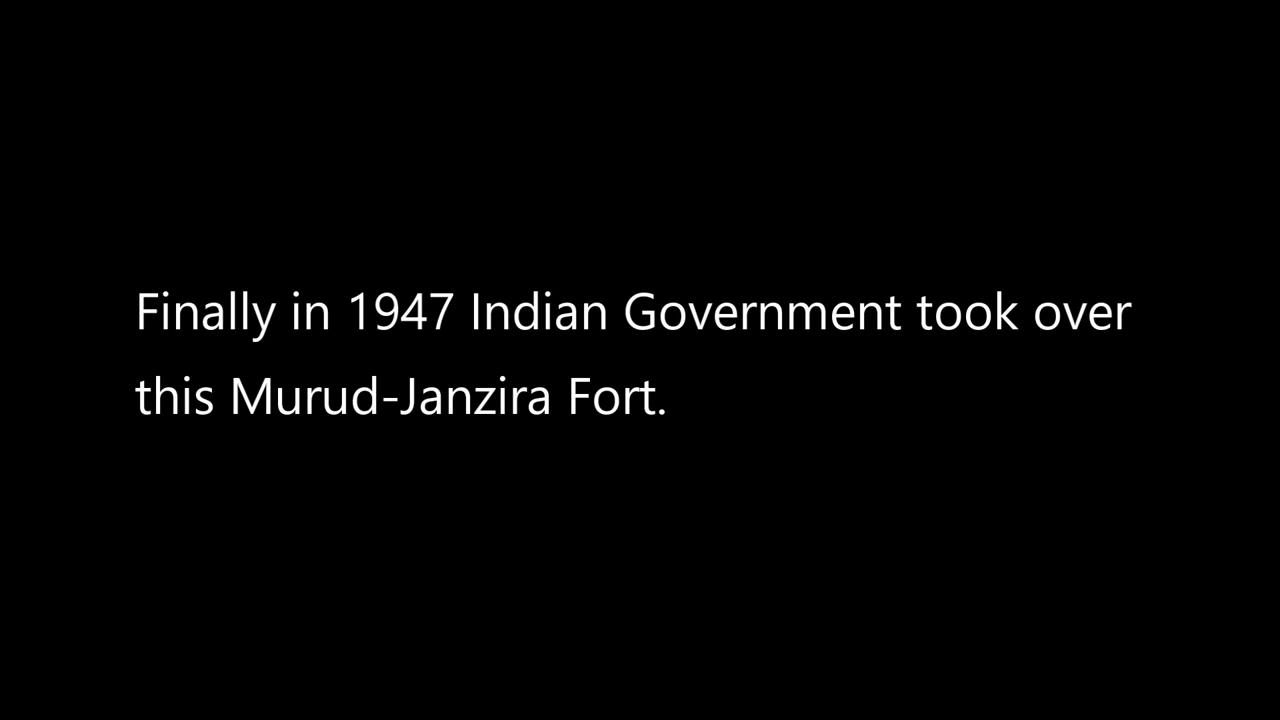 Finally in 1947 Indian Government took over
this Murud-Janzira Fort.